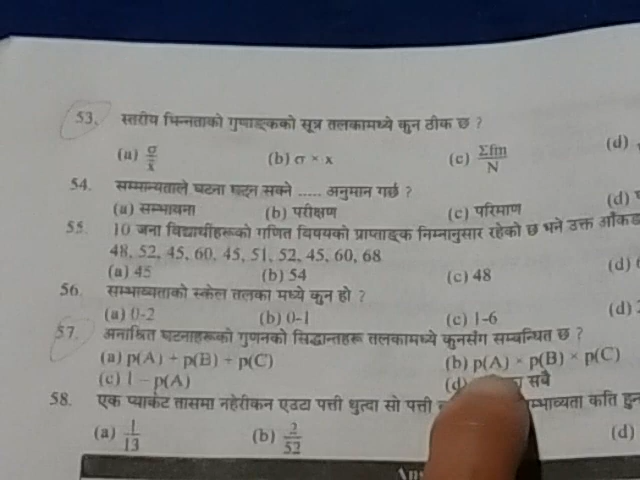 53. स्तरीय भिन्नताको गुणाङ्कको सूत्र तलकामध्ये कुन ठीक छ ?
(a) σ/x̄ (b) σ × x (c) Σfm/N (d)
54. सम्भाव्यताले घटना घट्न सक्ने ..... अनुमान गर्छ ?
(a) सम्भावना (b) परीक्षण (c) परिमाण (d)
55. 10 जना विद्यार्थीहरूको गणित विषयको प्राप्ताङ्क निम्नानुसार रहेको छ भने उक्त
48, 52, 45, 60, 45, 51, 52, 45, 60, 68
(a) 45 (b) 54 (c) 48 (d)
56. सम्भाव्यताको स्केल तलका मध्ये कुन हो ?
(a) 0-2 (b) 0-1 (c) 1-6 (d)
57. अनाश्रित घटनाहरूको गुणनको सिद्धान्तहरू तलकामध्ये कुनसँग सम्बन्धित छ ?
(a) p(A) + p(B) + p(C) (b) p(A) × p(B) × p(C)
(c) 1 – p(A) (d) सबै
58. एक प्याकेट तासमा नहेरीकन एउटा पत्ती थुत्दा सो पत्ती कति
(a) 1/13 (b) 2/52 (d)